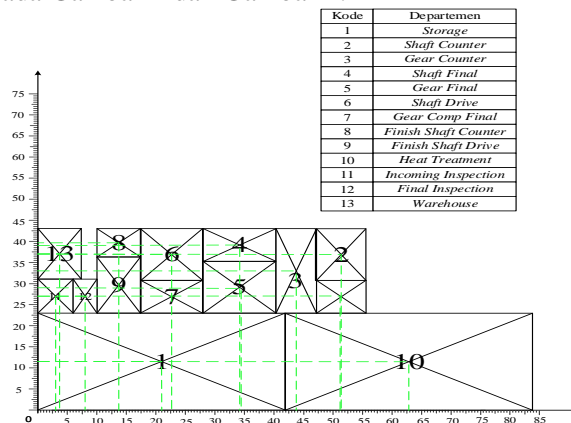 Kode Departemen
1 Storage
2 Shaft Counter
3 Gear Counter
4 Shaft Final
5 Gear Final
6 Shaft Drive
7 Gear Comp Final
8 Finish Shaft Counter
9 Finish Shaft Drive
10 Heat Treatment
11 Incoming Inspection
12 Final Inspection
13 Warehouse
75
70
65
60
55
50
45
40
35
30
25
20
15
10
5
0
13 8 6 4 2
12 9 7 5 3
1 10
5 10 15 20 25 30 35 40 45 50 55 60 65 70 75 80 85